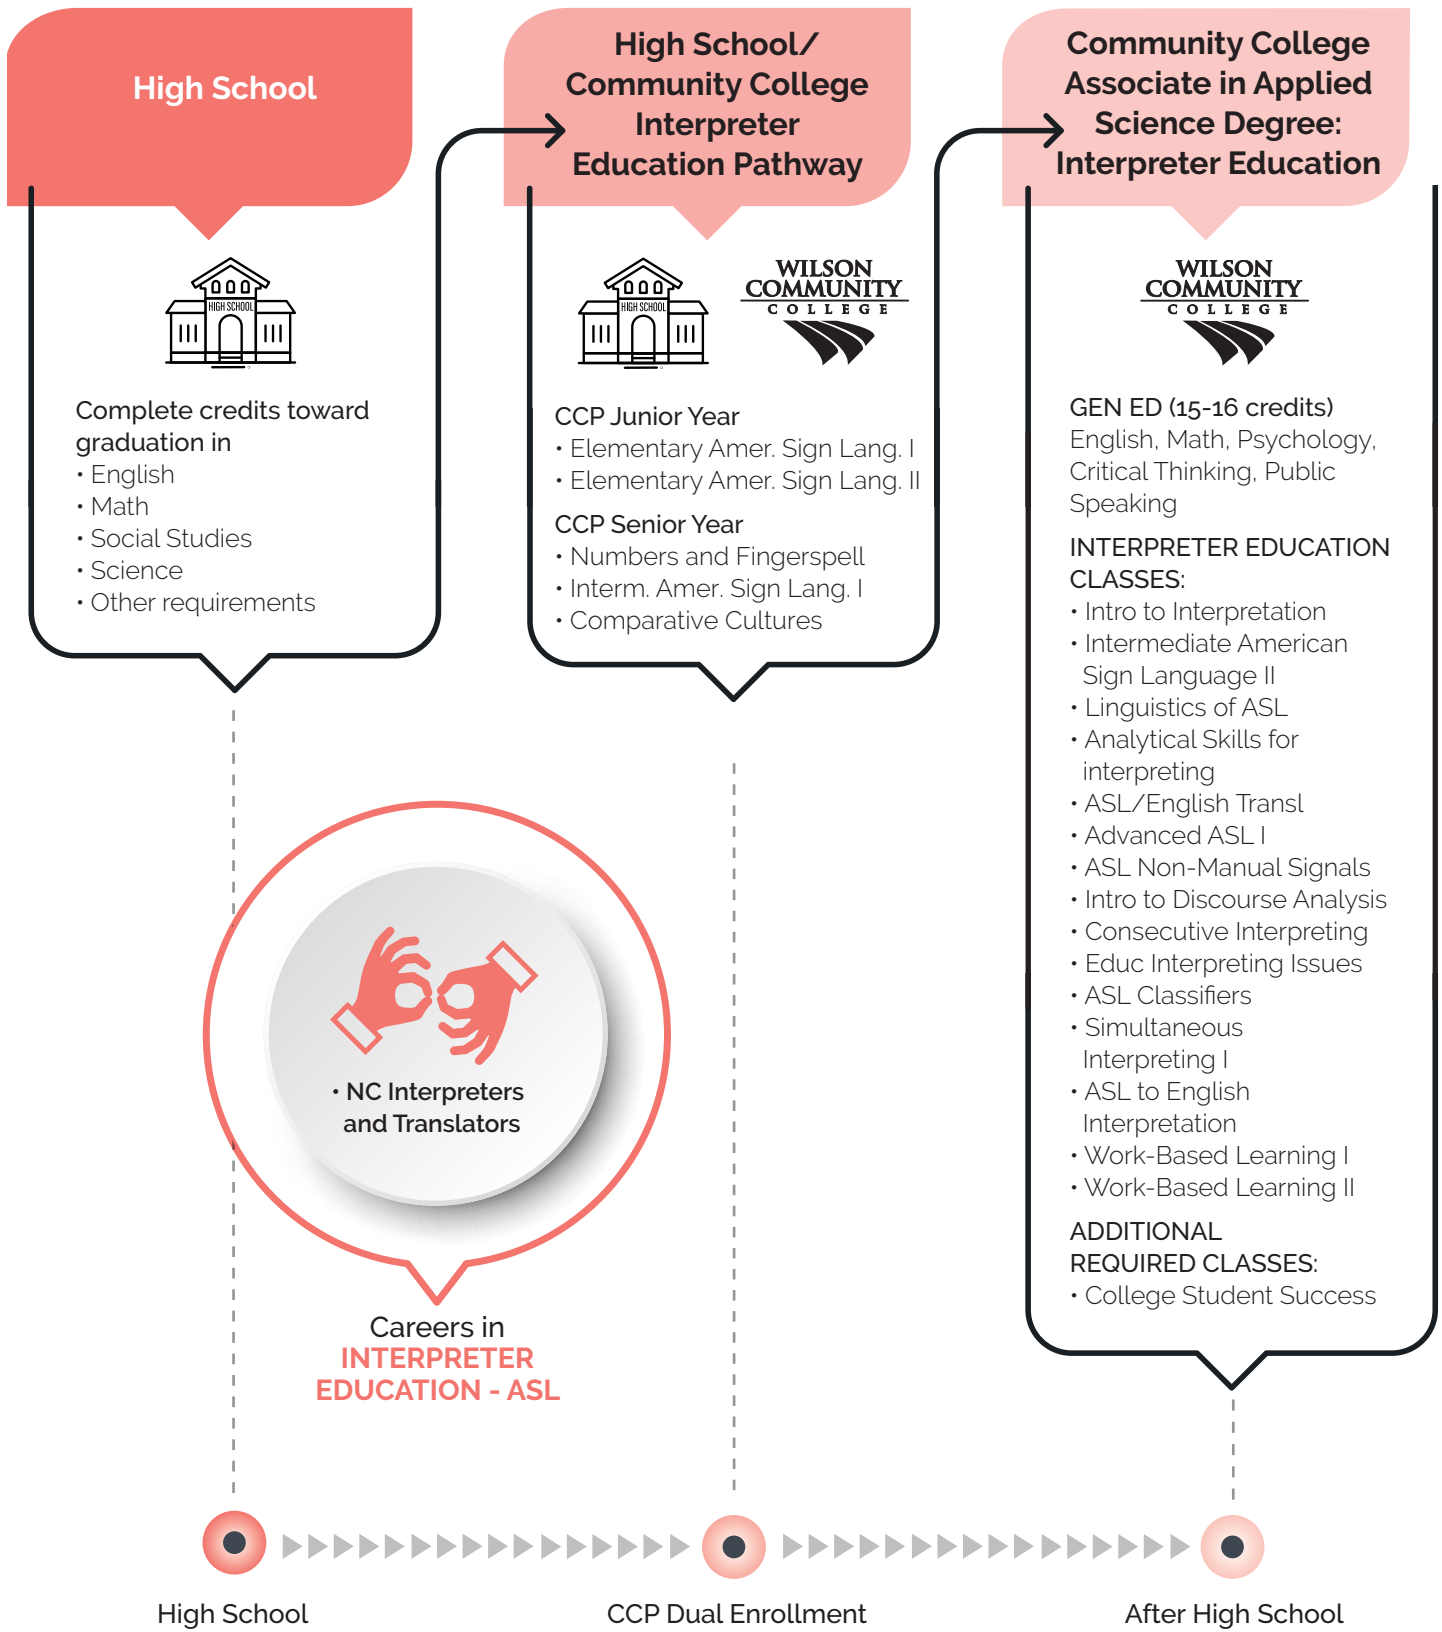 High School
HIGH SCHOOL
Complete credits toward
graduation in
• English
• Math
• Social Studies
• Science
• Other requirements
High School/
Community College
Interpreter
Education Pathway
HIGH SCHOOL
WILSON
COMMUNITY
COLLEGE
CCP Junior Year
• Elementary Amer. Sign Lang. I
• Elementary Amer. Sign Lang. II
CCP Senior Year
• Numbers and Fingerspell
• Interm. Amer. Sign Lang. I
• Comparative Cultures
Community College
Associate in Applied
Science Degree:
Interpreter Education
WILSON
COMMUNITY
COLLEGE
GEN ED (15-16 credits)
English, Math, Psychology,
Critical Thinking, Public
Speaking
INTERPRETER EDUCATION
CLASSES:
• Intro to Interpretation
• Intermediate American
Sign Language II
• Linguistics of ASL
• Analytical Skills for
interpreting
• ASL/English Transl
• Advanced ASL I
• ASL Non-Manual Signals
• Intro to Discourse Analysis
• Consecutive Interpreting
• Educ Interpreting Issues
• ASL Classifiers
• Simultaneous
Interpreting I
• ASL to English
Interpretation
• Work-Based Learning I
• Work-Based Learning II
ADDITIONAL
REQUIRED CLASSES:
• College Student Success
• NC Interpreters
and Translators
Careers in
INTERPRETER
EDUCATION - ASL
High School
CCP Dual Enrollment
After High School